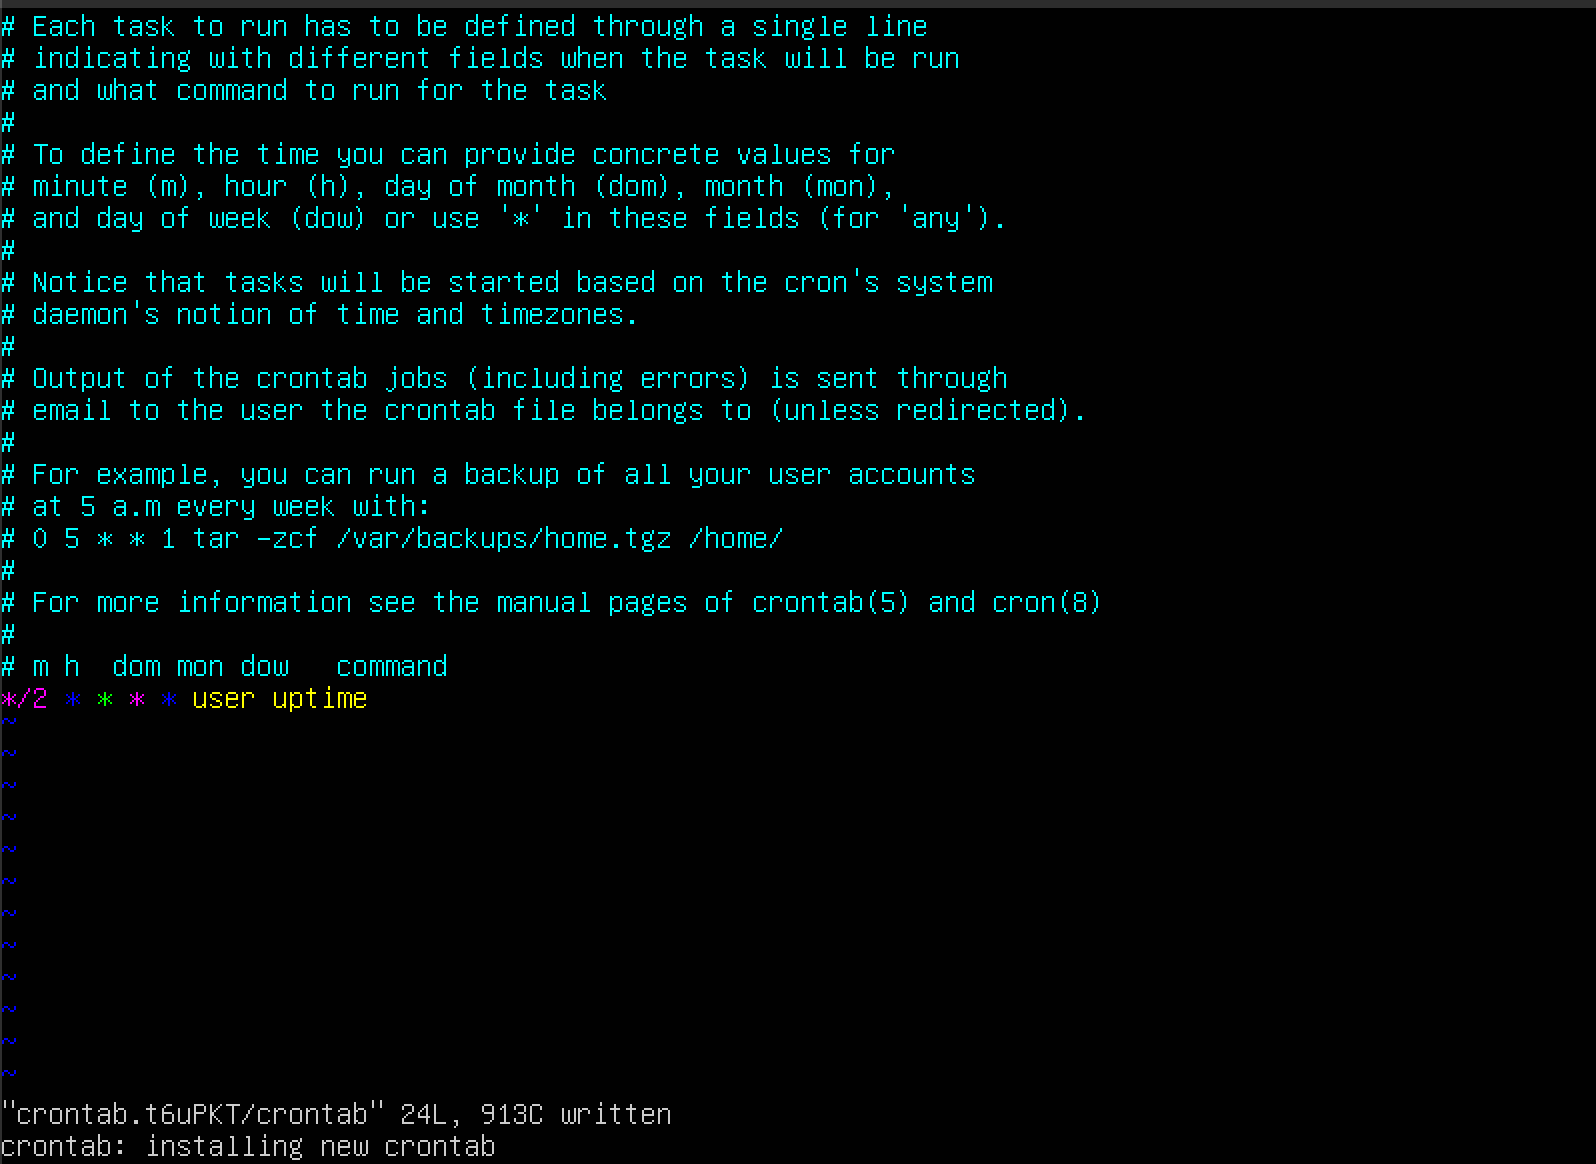 # Each task to run has to be defined through a single line
# indicating with different fields when the task will be run
# and what command to run for the task
#
# To define the time you can provide concrete values for
# minute (m), hour (h), day of month (dom), month (mon),
# and day of week (dow) or use '*' in these fields (for 'any').
#
# Notice that tasks will be started based on the cron's system
# daemon's notion of time and timezones.
#
# Output of the crontab jobs (including errors) is sent through
# email to the user the crontab file belongs to (unless redirected).
#
# For example, you can run a backup of all your user accounts
# at 5 a.m every week with:
# 0 5 * * 1 tar -zcf /var/backups/home.tgz /home/
#
# For more information see the manual pages of crontab(5) and cron(8)
#
# m h  dom mon dow   command
*/2 * * * * user uptime
~
~
~
~
~
~
~
~
~
~
~
~
"crontab.t6uPKT/crontab" 24L, 913C written
crontab: installing new crontab